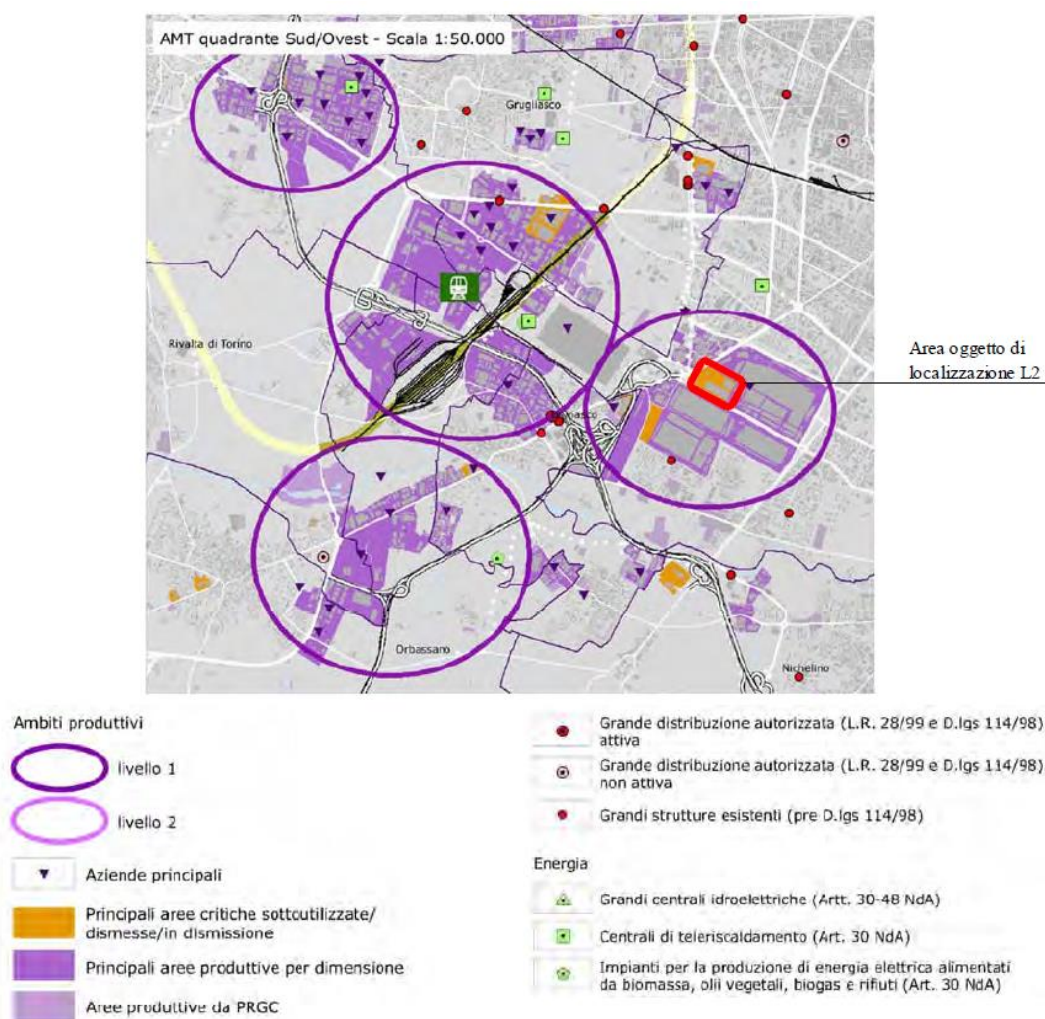 AMT quadrante Sud/Ovest - Scala 1:50.000
Grugliasco
Rivalta di Torino
Area oggetto di
localizzazione L2
Orbassano
Nichelino
Ambiti produttivi
livello 1
livello 2
Aziende principali
Principali aree critiche sottoutilizzate/
dismesse/in dismissione
Principali aree produttive per dimensione
Aree produttive da PRGC
Grande distribuzione autorizzata (L.R. 28/99 e D.lgs 114/98)
attiva
Grande distribuzione autorizzata (L.R. 28/99 e D.lgs 114/98)
non attiva
Grandi strutture esistenti (pre D.lgs 114/98)
Energia
Grandi centrali idroelettriche (Artt. 30-48 NdA)
Centrali di teleriscaldamento (Art. 30 NdA)
Impianti per la produzione di energia elettrica alimentati
da biomassa, olii vegetali, biogas e rifiuti (Art. 30 NdA)